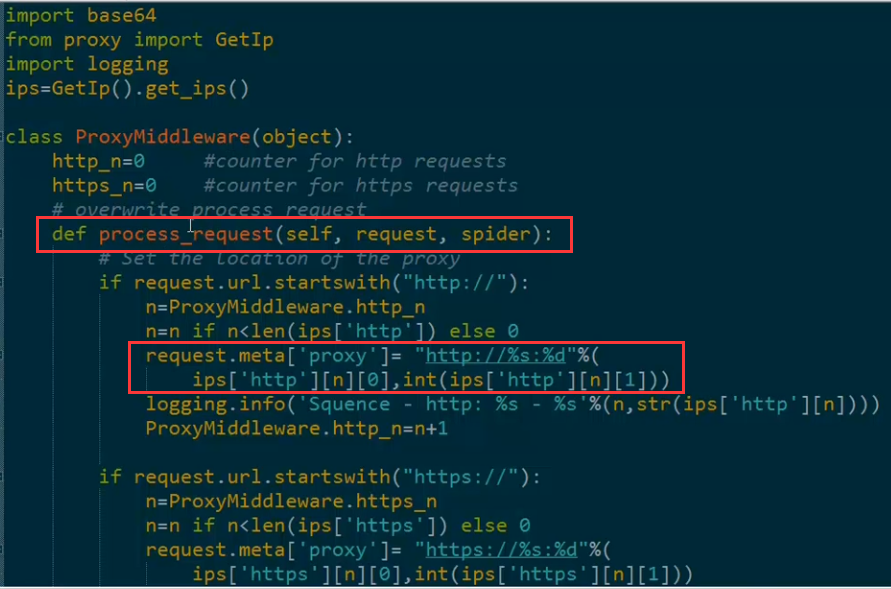 import base64
from proxy import GetIp
import logging
ips=GetIp().get_ips()
class ProxyMiddleware(object):
    http_n=0     #counter for http requests
    https_n=0    #counter for https requests
    # overwrite process request
    def process_request(self, request, spider):
        # Set the location of the proxy
        if request.url.startswith("http://"):
            n=ProxyMiddleware.http_n
            n=n if n<len(ips['http']) else 0
            request.meta['proxy']= "http://%s:%d"%(
                ips['http'][n][0],int(ips['http'][n][1]))
            logging.info('Squence - http: %s - %s'%(n,str(ips['http'][n])))
            ProxyMiddleware.http_n=n+1
        if request.url.startswith("https://"):
            n=ProxyMiddleware.https_n
            n=n if n<len(ips['https']) else 0
            request.meta['proxy']= "https://%s:%d"%(
                ips['https'][n][0],int(ips['https'][n][1]))